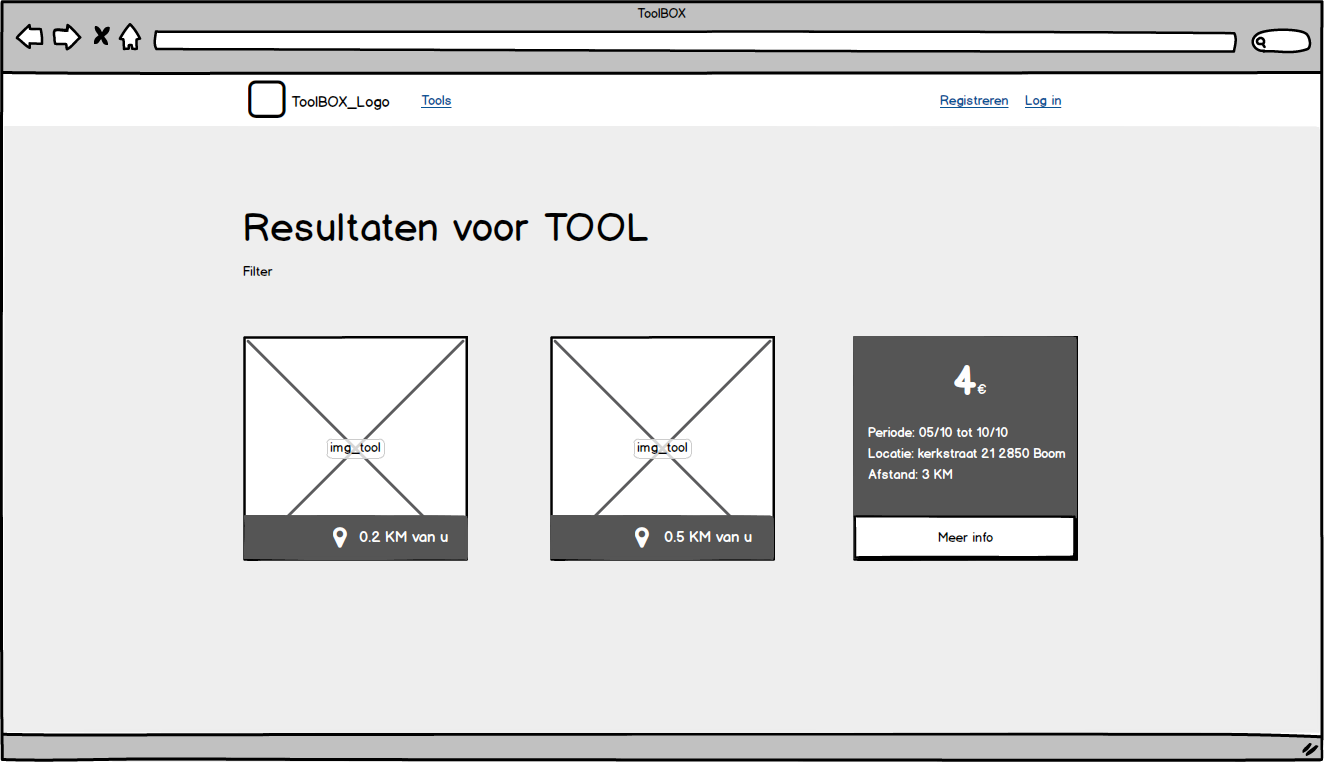 ToolBOX
ToolBOX_Logo Tools Registreren Log in
Resultaten voor TOOL
Filter
img_tool
0.2 KM van u
img_tool
0.5 KM van u
4€
Periode: 05/10 tot 10/10
Locatie: kerkstraat 21 2850 Boom
Afstand: 3 KM
Meer info